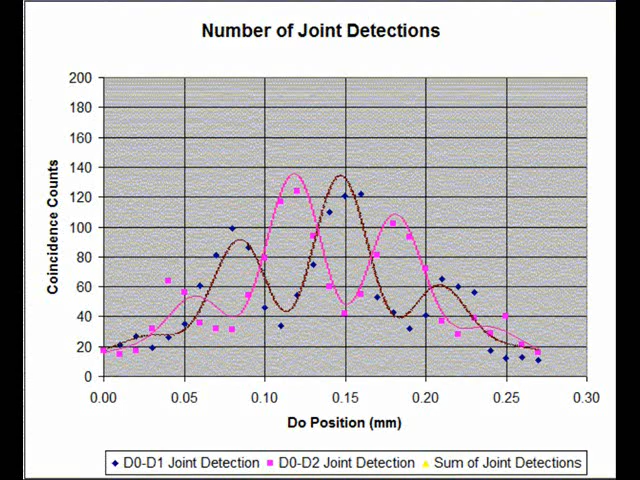 Number of Joint Detections
200
180
160
140
120
100
80
60
40
20
0
Coincidence Counts
0.00 0.05 0.10 0.15 0.20 0.25 0.30
Do Position (mm)
D0-D1 Joint Detection D0-D2 Joint Detection Sum of Joint Detections